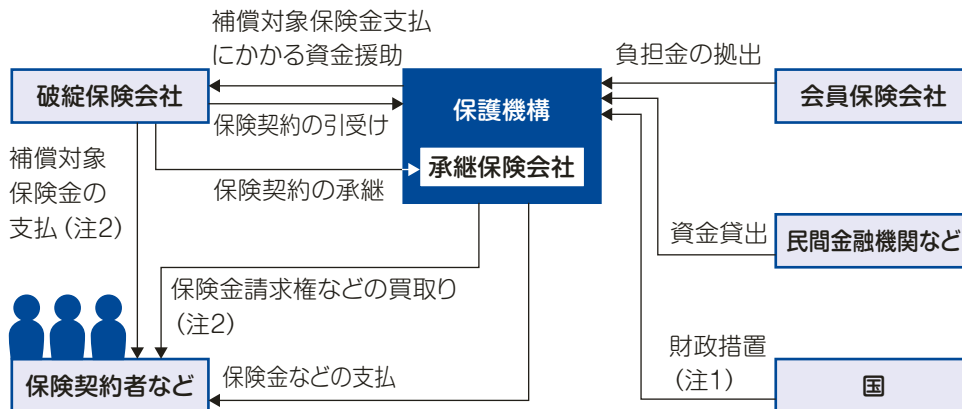 補償対象保険金支払
にかかる資金援助
負担金の拠出
破綻保険会社
保護機構
会員保険会社
保険契約の引受け
承継保険会社
補償対象
保険金の
支払(注2)
保険契約の承継
資金貸出
民間金融機関など
保険金請求権などの買取り
(注2)
財政措置
(注1)
保険契約者など
保険金などの支払
国